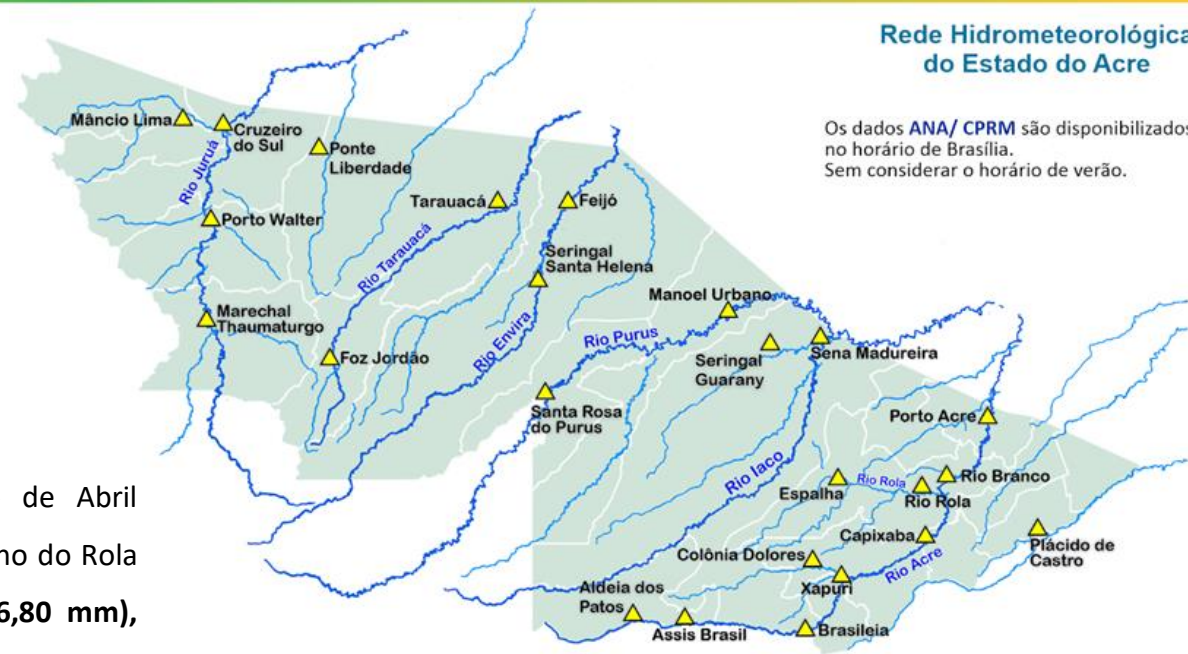 Rede Hidrometeorológica
do Estado do Acre
Os dados ANA/ CPRM são disponibilizados
no horário de Brasília.
Sem considerar o horário de verão.
Mâncio Lima
Cruzeiro
do Sul
Ponte
Liberdade
Rio Juruá
Tarauacá
Feijó
Porto Walter
Rio Tarauacá
Seringal
Santa Helena
Manoel Urbano
Marechal
Thaumaturgo
Rio Envira
Rio Purus
Foz Jordão
Seringal
Guarany
Sena Madureira
Santa Rosa
do Purus
Porto Acre
Rio Iaco
Espalha
Rio Rola
Rio Rola
Rio Branco
de Abril
Capixaba
Plácido de
Castro
Colônia Dolores
Rio Acre
Xapuri
do Rola
Aldeia dos
Patos
6,80 mm),
Assis Brasil
Brasileia